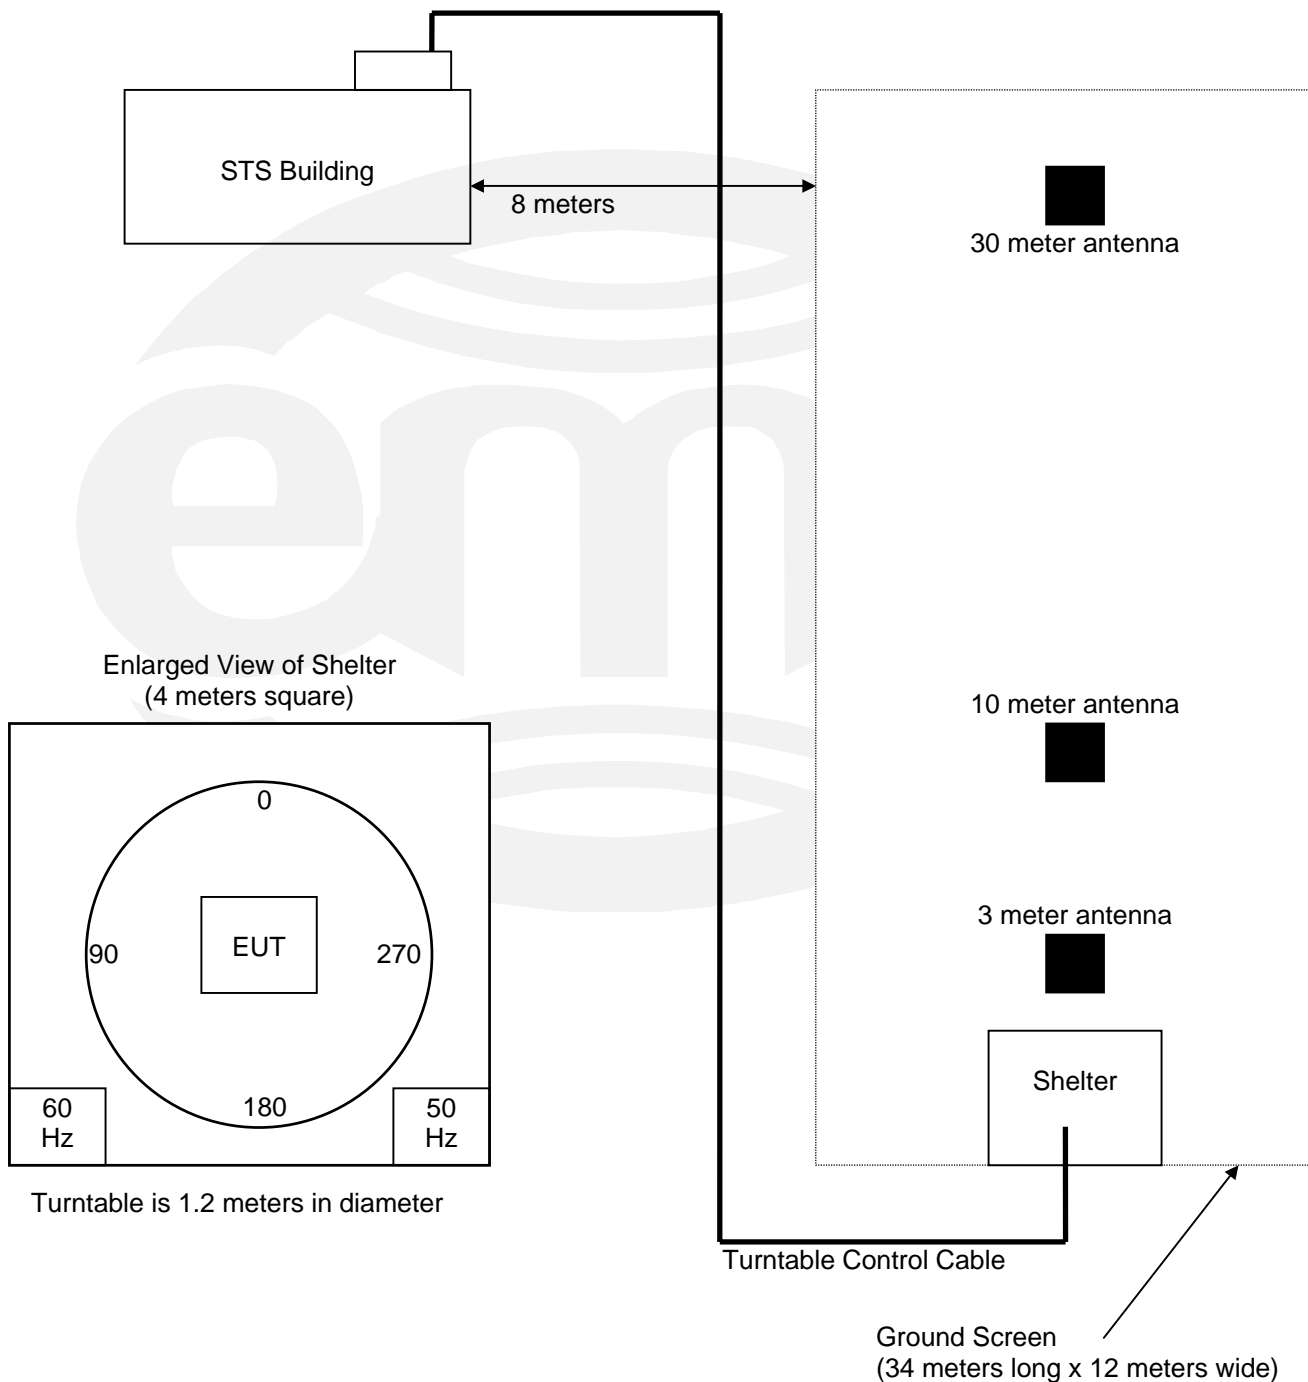 STS Building
8 meters
30 meter antenna
Enlarged View of Shelter
(4 meters square)
0
90
EUT
270
180
60
Hz
50
Hz
Turntable is 1.2 meters in diameter
10 meter antenna
3 meter antenna
Shelter
Turntable Control Cable
Ground Screen
(34 meters long x 12 meters wide)
em